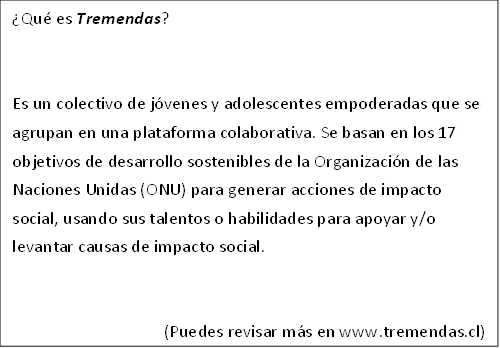 ¿Qué es Tremendas?
Es un colectivo de jóvenes y adolescentes empoderadas que se
agrupan en una plataforma colaborativa. Se basan en los 17
objetivos de desarrollo sostenibles de la Organización de las
Naciones Unidas (ONU) para generar acciones de impacto
social, usando sus talentos o habilidades para apoyar y/o
levantar causas de impacto social.
(Puedes revisar más en www.tremendas.cl)